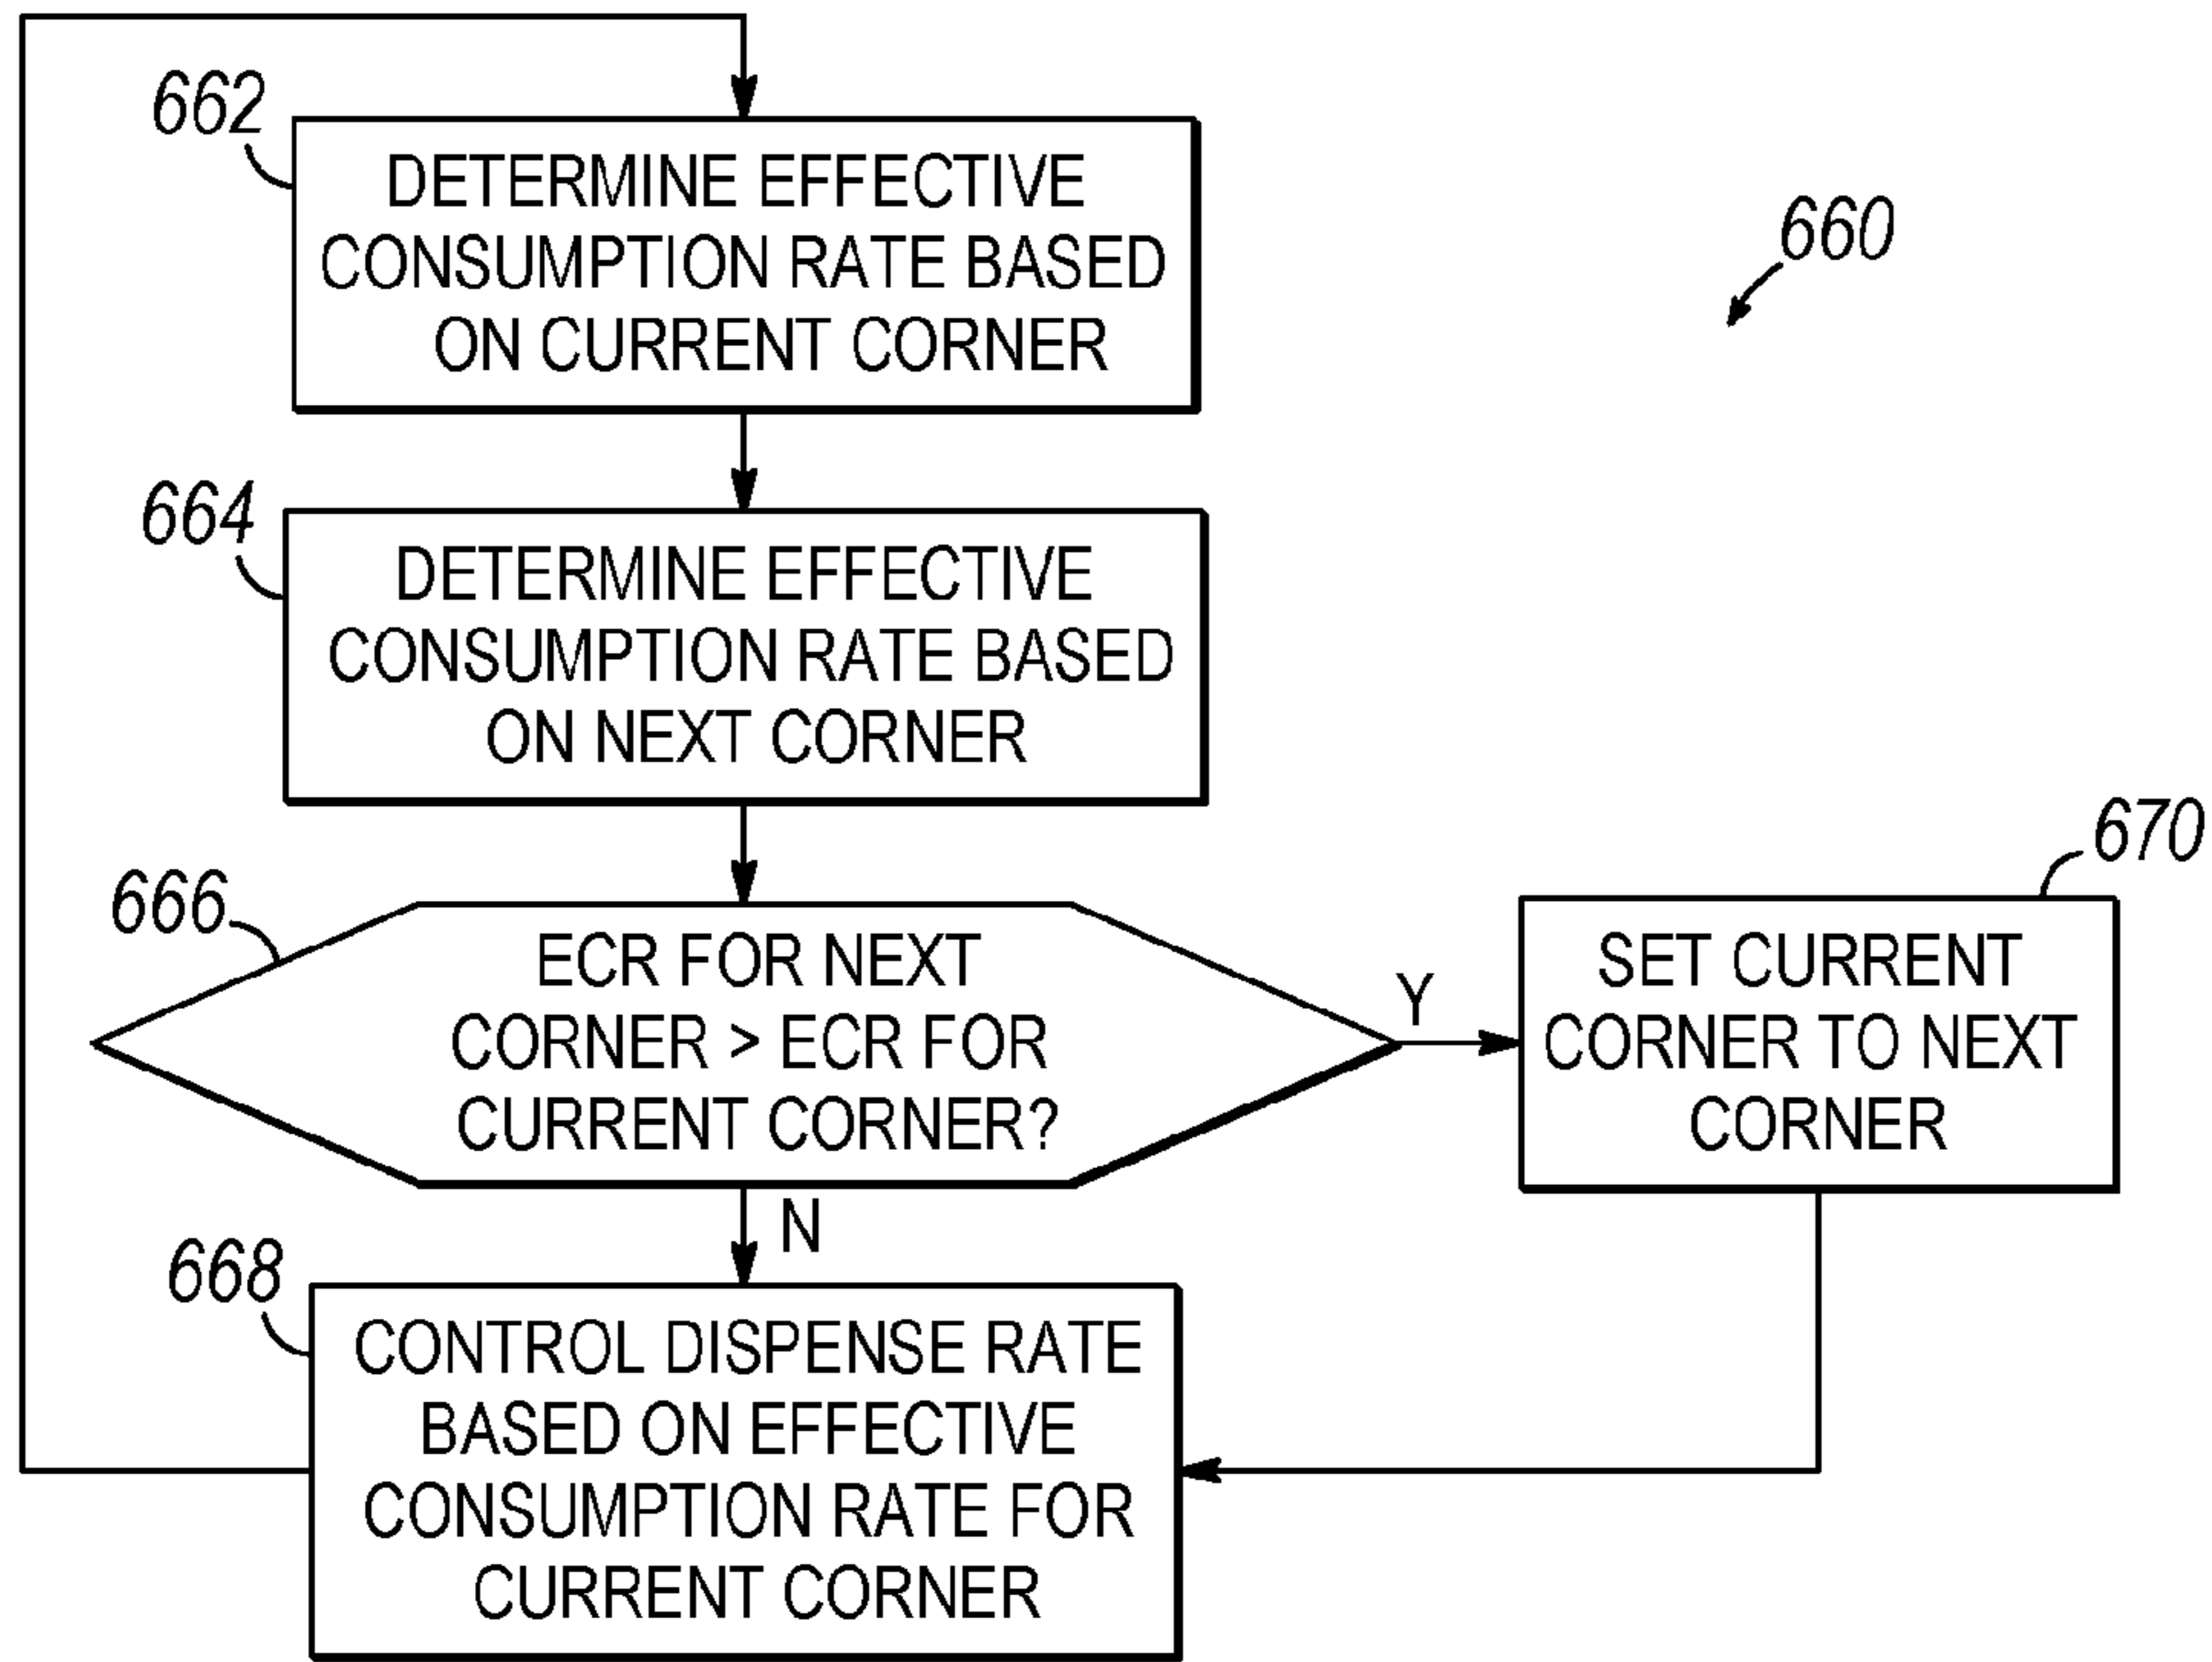 662
DETERMINE EFFECTIVE
CONSUMPTION RATE BASED
ON CURRENT CORNER
660
664
DETERMINE EFFECTIVE
CONSUMPTION RATE BASED
ON NEXT CORNER
666
ECR FOR NEXT
CORNER > ECR FOR
CURRENT CORNER?
Y
670
SET CURRENT
CORNER TO NEXT
CORNER
N
668
CONTROL DISPENSE RATE
BASED ON EFFECTIVE
CONSUMPTION RATE FOR
CURRENT CORNER